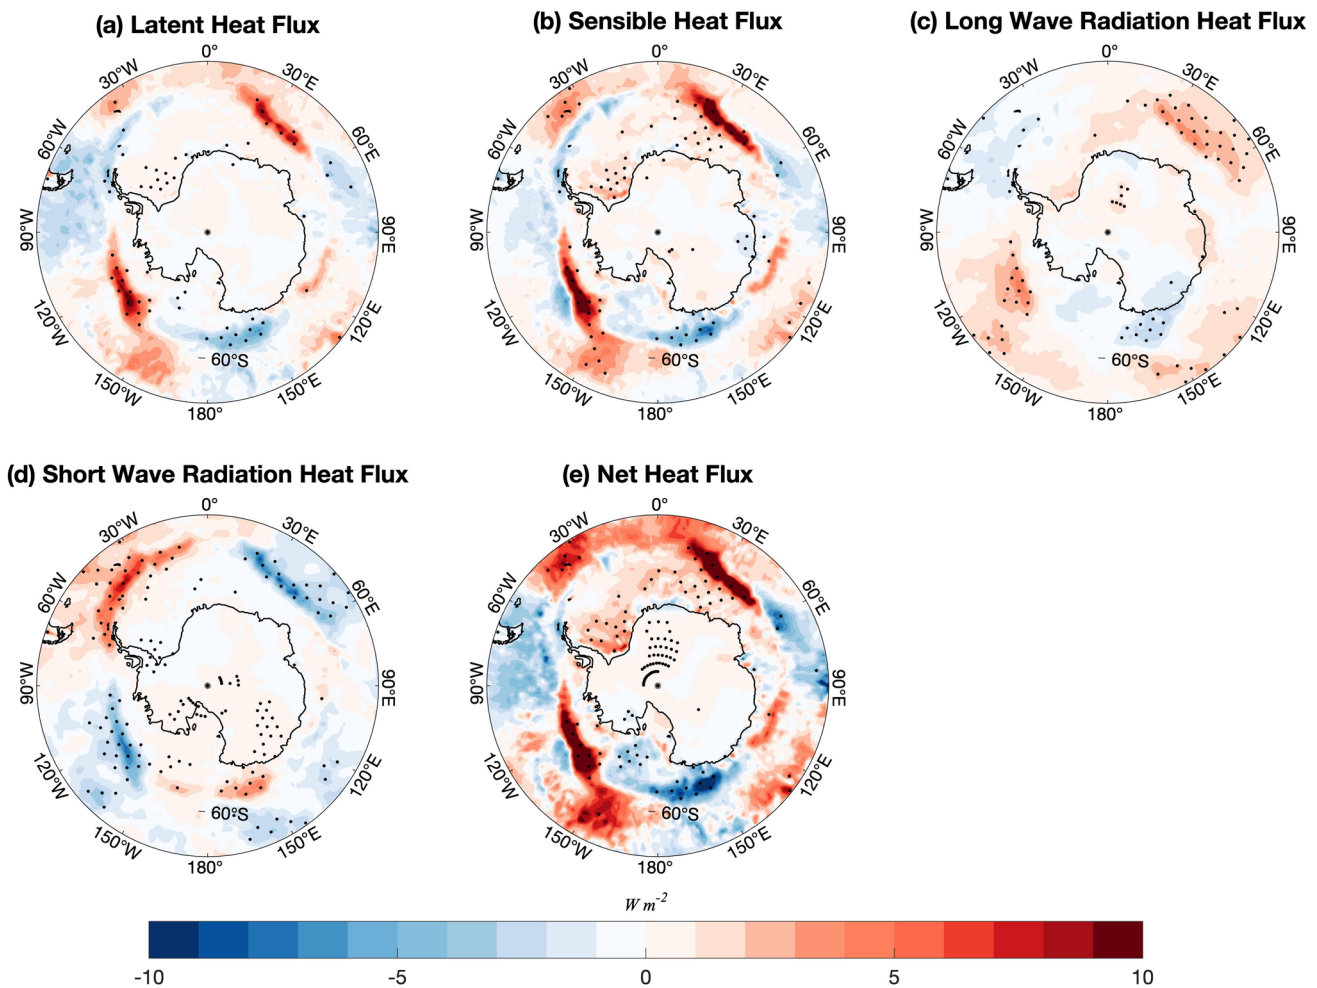 (a) Latent Heat Flux
(b) Sensible Heat Flux
(c) Long Wave Radiation Heat Flux
0°
30°E
60°E
90°E
120°E
150°E
180°
150°W
120°W
90°W
60°W
30°W
60°S
0°
30°E
60°E
90°E
120°E
150°E
180°
150°W
120°W
90°W
60°W
30°W
60°S
0°
30°E
60°E
90°E
120°E
150°E
180°
150°W
120°W
90°W
60°W
30°W
60°S
(d) Short Wave Radiation Heat Flux
(e) Net Heat Flux
0°
30°E
60°E
90°E
120°E
150°E
180°
150°W
120°W
90°W
60°W
30°W
60°S
0°
30°E
60°E
90°E
120°E
150°E
180°
150°W
120°W
90°W
60°W
30°W
60°S
W m⁻²
-10 -5 0 5 10